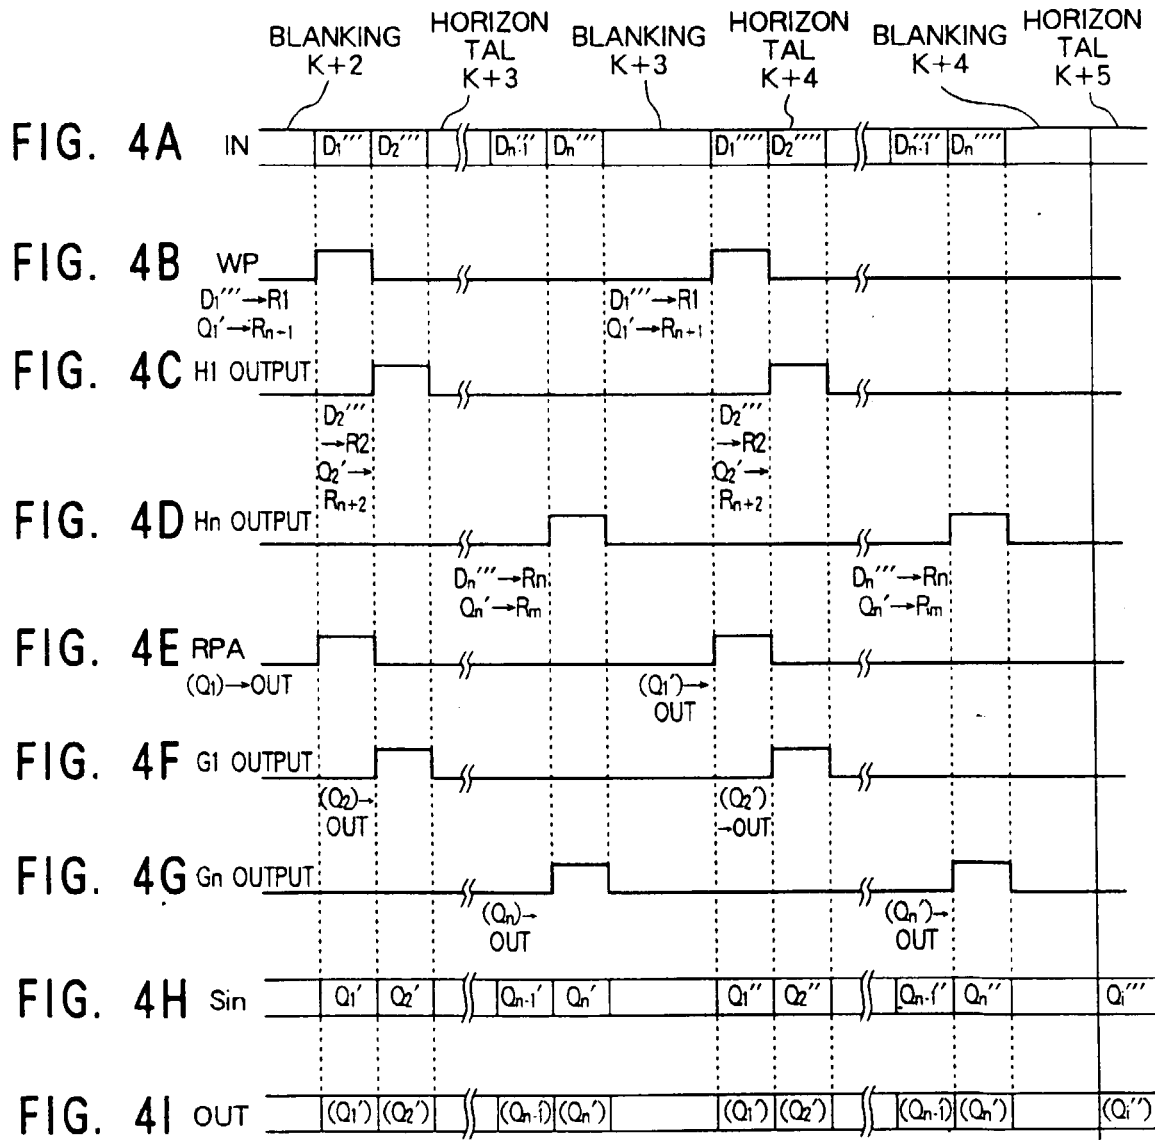 BLANKING
K+2
HORIZON
TAL
K+3
BLANKING
K+3
HORIZON
TAL
K+4
BLANKING
K+4
HORIZON
TAL
K+5
FIG. 4A IN D1''' D2''' Dn-1''' Dn''' D1'''' D2'''' Dn-1'''' Dn''''
FIG. 4B WP
D1'''→R1
Q1'→Rn+1
D1'''→R1
Q1'→Rn+1
FIG. 4C H1 OUTPUT
D2'''
→R2
Q2'→
Rn+2
D2'''
→R2
Q2'→
Rn+2
FIG. 4D Hn OUTPUT
Dn'''→Rn
Qn'→Rm
Dn'''→Rn
Qn'→Rm
FIG. 4E RPA
(Q1)→OUT
(Q1')→
OUT
FIG. 4F G1 OUTPUT
(Q2)→
OUT
(Q2')
→OUT
FIG. 4G Gn OUTPUT
(Qn)→
OUT
(Qn')→
OUT
FIG. 4H Sin Q1' Q2' Qn-1' Qn' Q1'' Q2'' Qn-1'' Qn'' Qi'''
FIG. 4I OUT (Q1') (Q2') (Qn-1) (Qn') (Q1') (Q2') (Qn-1) (Qn') (Qi'')